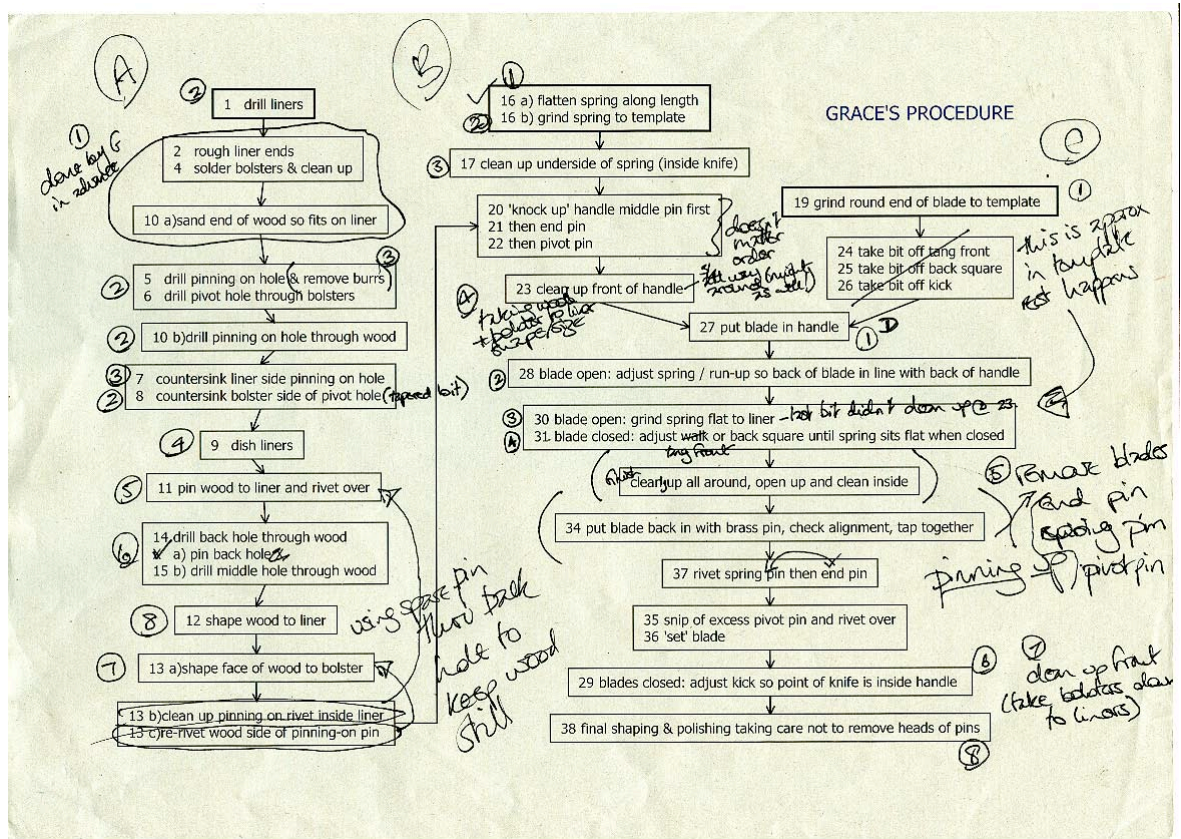 A
B
GRACE'S PROCEDURE
C
2
1 drill liners
1
done by G
in advance
2 rough liner ends
4 solder bolsters & clean up
10 a)sand end of wood so fits on liner
3
2
5 drill pinning on hole (& remove burrs)
6 drill pivot hole through bolsters
2
10 b)drill pinning on hole through wood
3
7 countersink liner side pinning on hole
2
8 countersink bolster side of pivot hole (tapered bit)
4
9 dish liners
5
11 pin wood to liner and rivet over
6
14 drill back hole through wood
a) pin back hole
15 b) drill middle hole through wood
8
12 shape wood to liner
7
13 a)shape face of wood to bolster
13 b)clean up pinning on rivet inside liner
13 c)re-rivet wood side of pinning-on pin
using spare pin
thru back
hole to
keep wood
still
1
16 a) flatten spring along length
2
16 b) grind spring to template
3
17 clean up underside of spring (inside knife)
20 'knock up' handle middle pin first
21 then end pin
22 then pivot pin
doesn't
matter
order
4
23 clean up front of handle
taking wood
+ bolster to liner
shape/size
1
19 grind round end of blade to template
24 take bit off tang front
25 take bit off back square
26 take bit off kick
this is approx
in template
rest happens
27 put blade in handle
1 D
2
28 blade open: adjust spring / run-up so back of blade in line with back of handle
3
30 blade open: grind spring flat to liner - last bit didn't clean up @ 23
4
31 blade closed: adjust walk or back square until spring sits flat when closed
tang front
clean up all around, open up and clean inside
34 put blade back in with brass pin, check alignment, tap together
5 remove blades
end pin
spring pin
pivot pin
pinning up
37 rivet spring pin then end pin
35 snip of excess pivot pin and rivet over
36 'set' blade
6
29 blades closed: adjust kick so point of knife is inside handle
7
clean up front
(take bolsters down
to liners)
38 final shaping & polishing taking care not to remove heads of pins
8